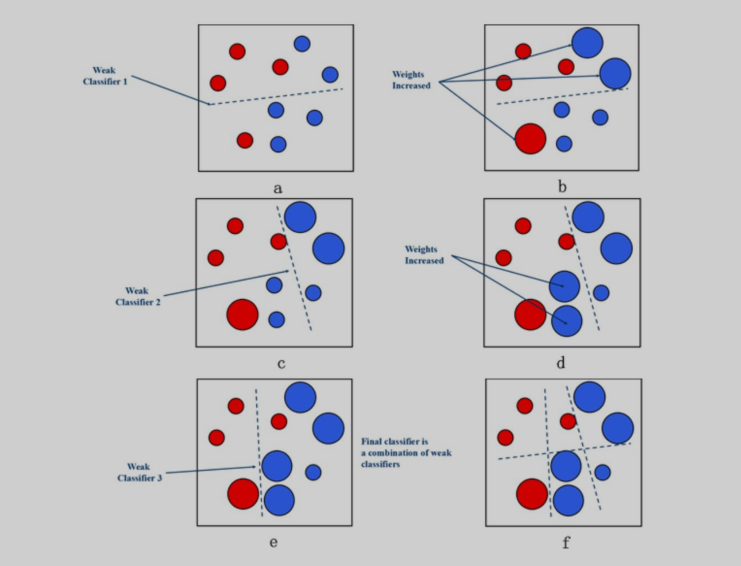 Weak
Classifier 1
Weights
Increased
a
b
Weak
Classifier 2
Weights
Increased
c
d
Weak
Classifier 3
Final classifier is
a combination of weak
classifiers
e
f